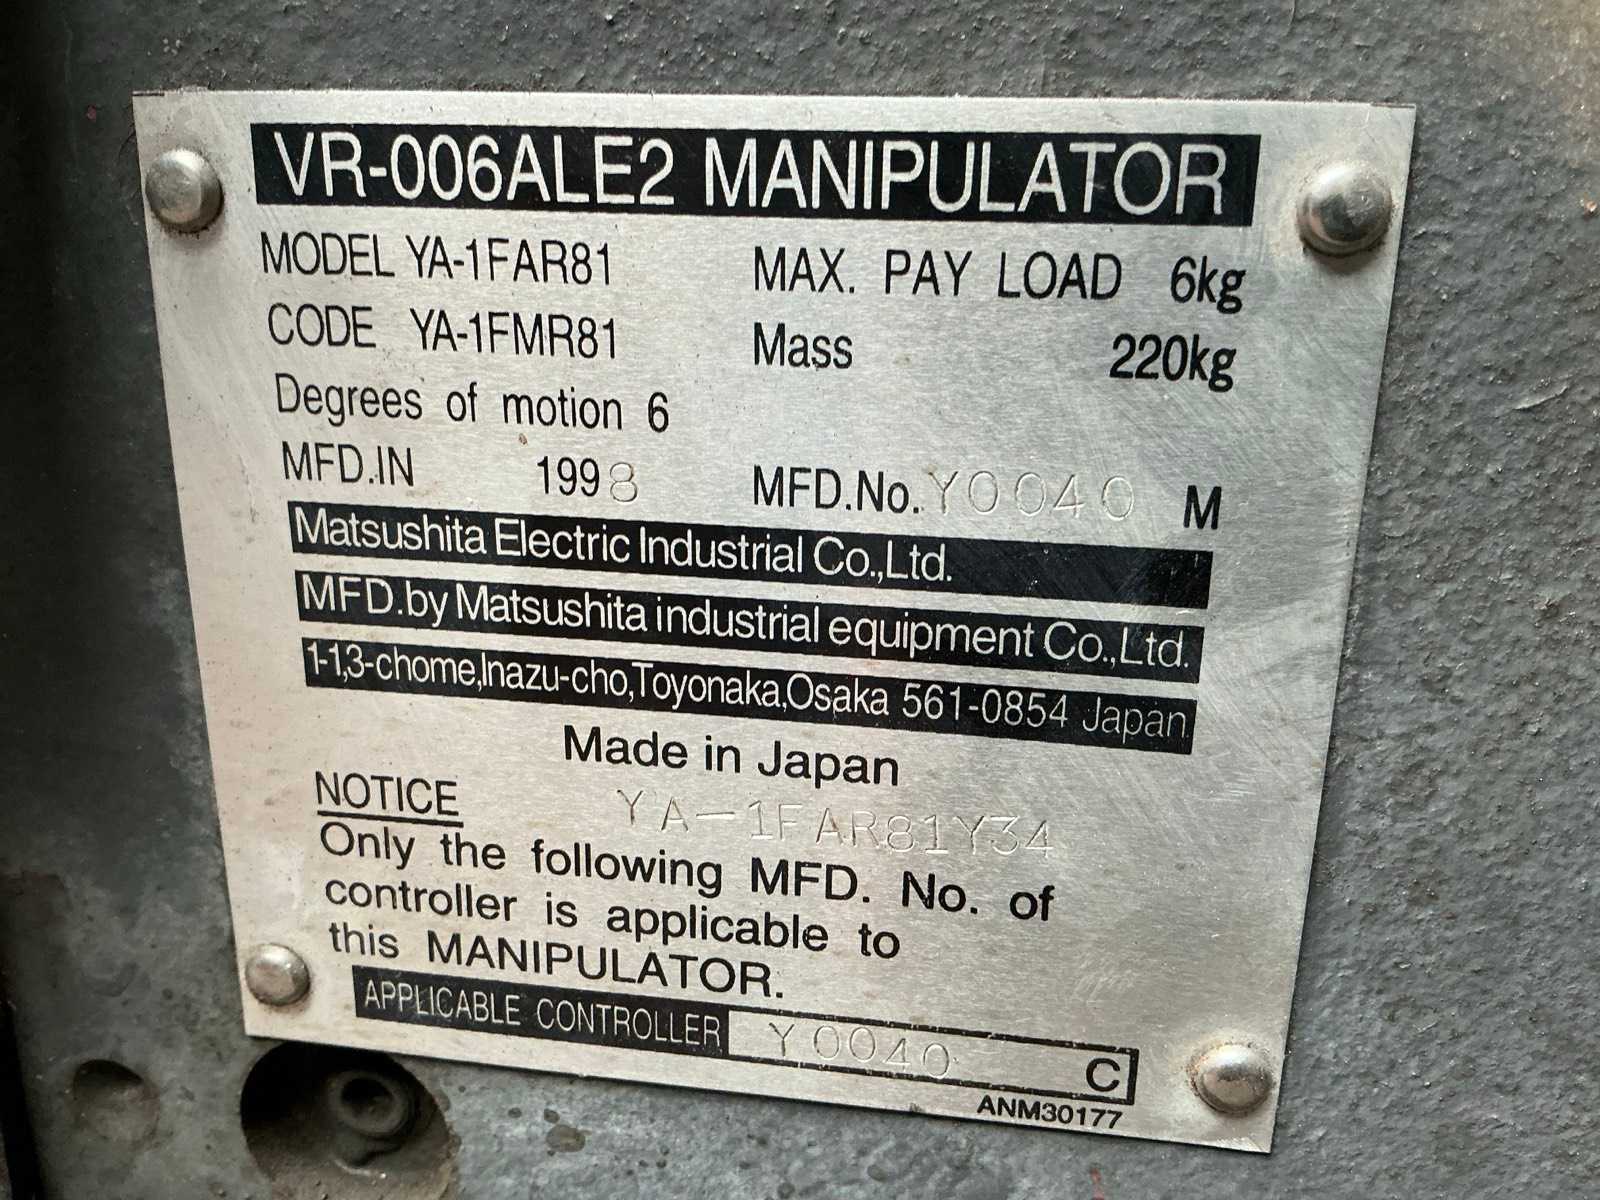 VR-006ALE2 MANIPULATOR
MODEL YA-1FAR81 MAX. PAY LOAD 6kg
CODE YA-1FMR81 Mass 220kg
Degrees of motion 6
MFD.IN 1998 MFD.No. Y0040 M
Matsushita Electric Industrial Co.,Ltd.
MFD.by Matsushita industrial equipment Co.,Ltd.
1-1,3-chome,Inazu-cho,Toyonaka,Osaka 561-0854 Japan
Made in Japan
NOTICE YA-1FAR81Y34
Only the following MFD. No. of
controller is applicable to
this MANIPULATOR.
APPLICABLE CONTROLLER Y0040 C
ANM30177